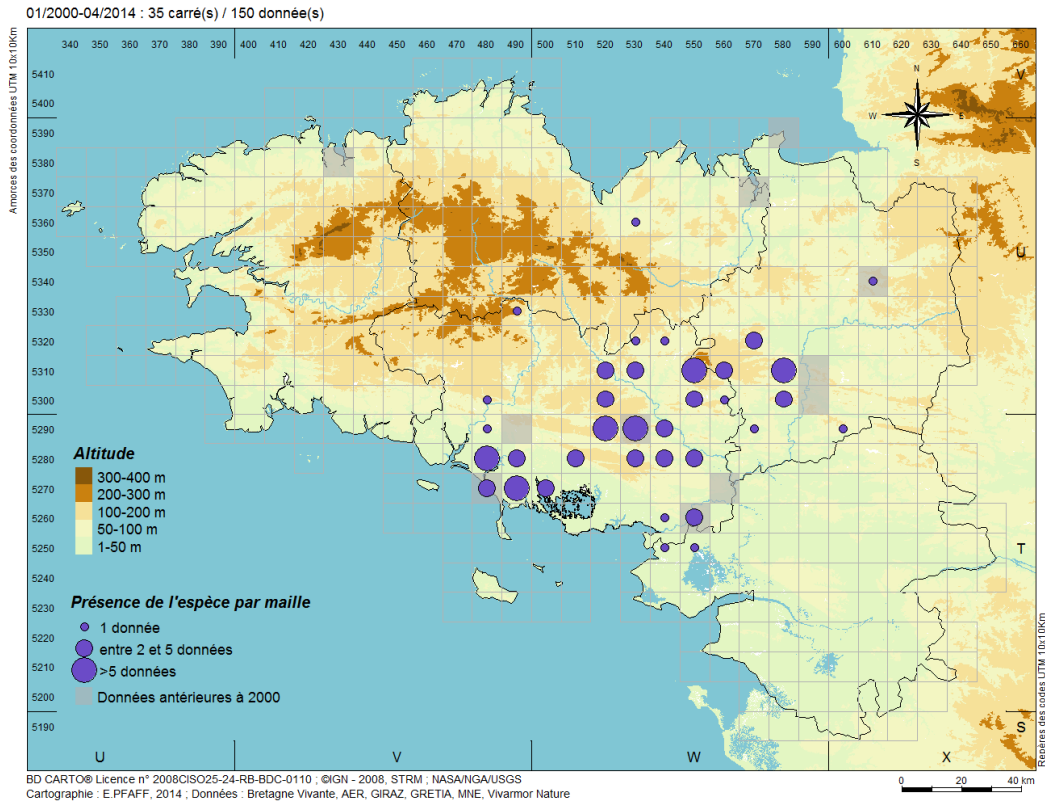 01/2000-04/2014 : 35 carré(s) / 150 donnée(s)
Amorces des coordonnées UTM 10x10Km
340 350 360 370 380 390 400 410 420 430 440 450 460 470 480 490 500 510 520 530 540 550 560 570 580 590 600 610 620 630 640 650 660
5410
5400
5390
5380
5370
5360
5350
5340
5330
5320
5310
5300
5290
5280
5270
5260
5250
5240
5230
5220
5210
5200
5190
N
W E
S
V
U
T
S
Altitude
300-400 m
200-300 m
100-200 m
50-100 m
1-50 m
Présence de l'espèce par maille
1 donnée
entre 2 et 5 données
>5 données
Données antérieures à 2000
U V W X
Repères des codes UTM 10x10Km
BD CARTO® Licence n° 2008CISO25-24-RB-BDC-0110 ; ©IGN - 2008, STRM ; NASA/NGA/USGS
Cartographie : E.PFAFF, 2014 ; Données : Bretagne Vivante, AER, GIRAZ, GRETIA, MNE, Vivarmor Nature
0 20 40 km